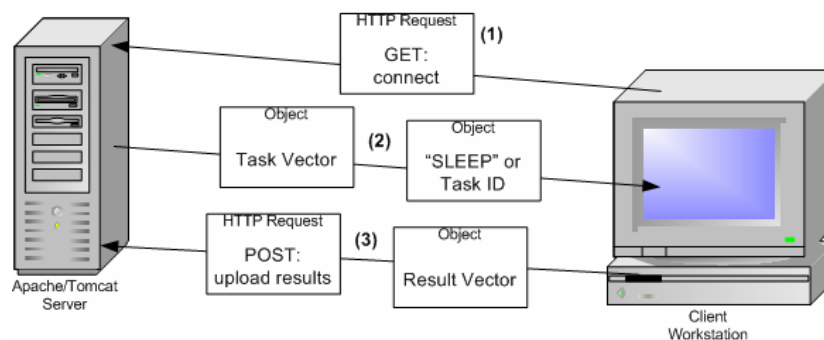 HTTP Request
GET:
connect
(1)
Object
Task Vector
(2)
Object
“SLEEP” or
Task ID
HTTP Request
POST:
upload results
(3)
Object
Result Vector
Apache/Tomcat
Server
Client
Workstation